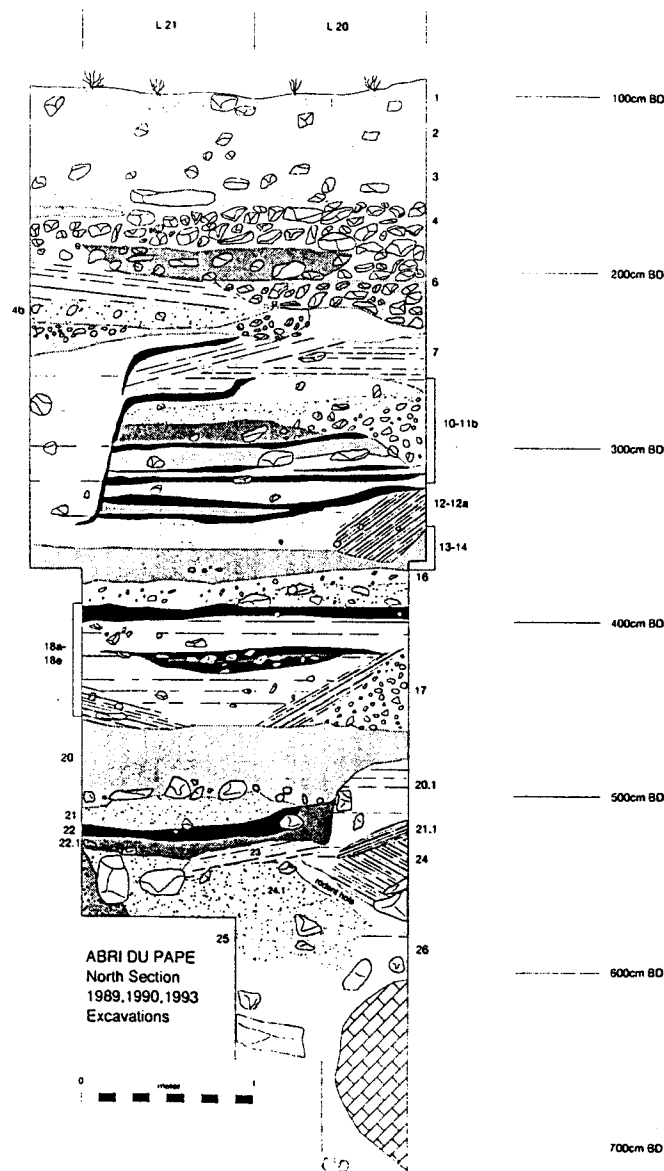 L 21
L 20
1
100cm BD
2
3
4
200cm BD
6
4b
7
10-11b
300cm BD
12-12a
13-14
16
400cm BD
18a-
18e
17
20
20.1
500cm BD
21
21.1
22
22.1
23
24
24.1
rodent hole
25
26
ABRI DU PAPE
North Section
1989,1990,1993
Excavations
600cm BD
0
meter
1
700cm BD